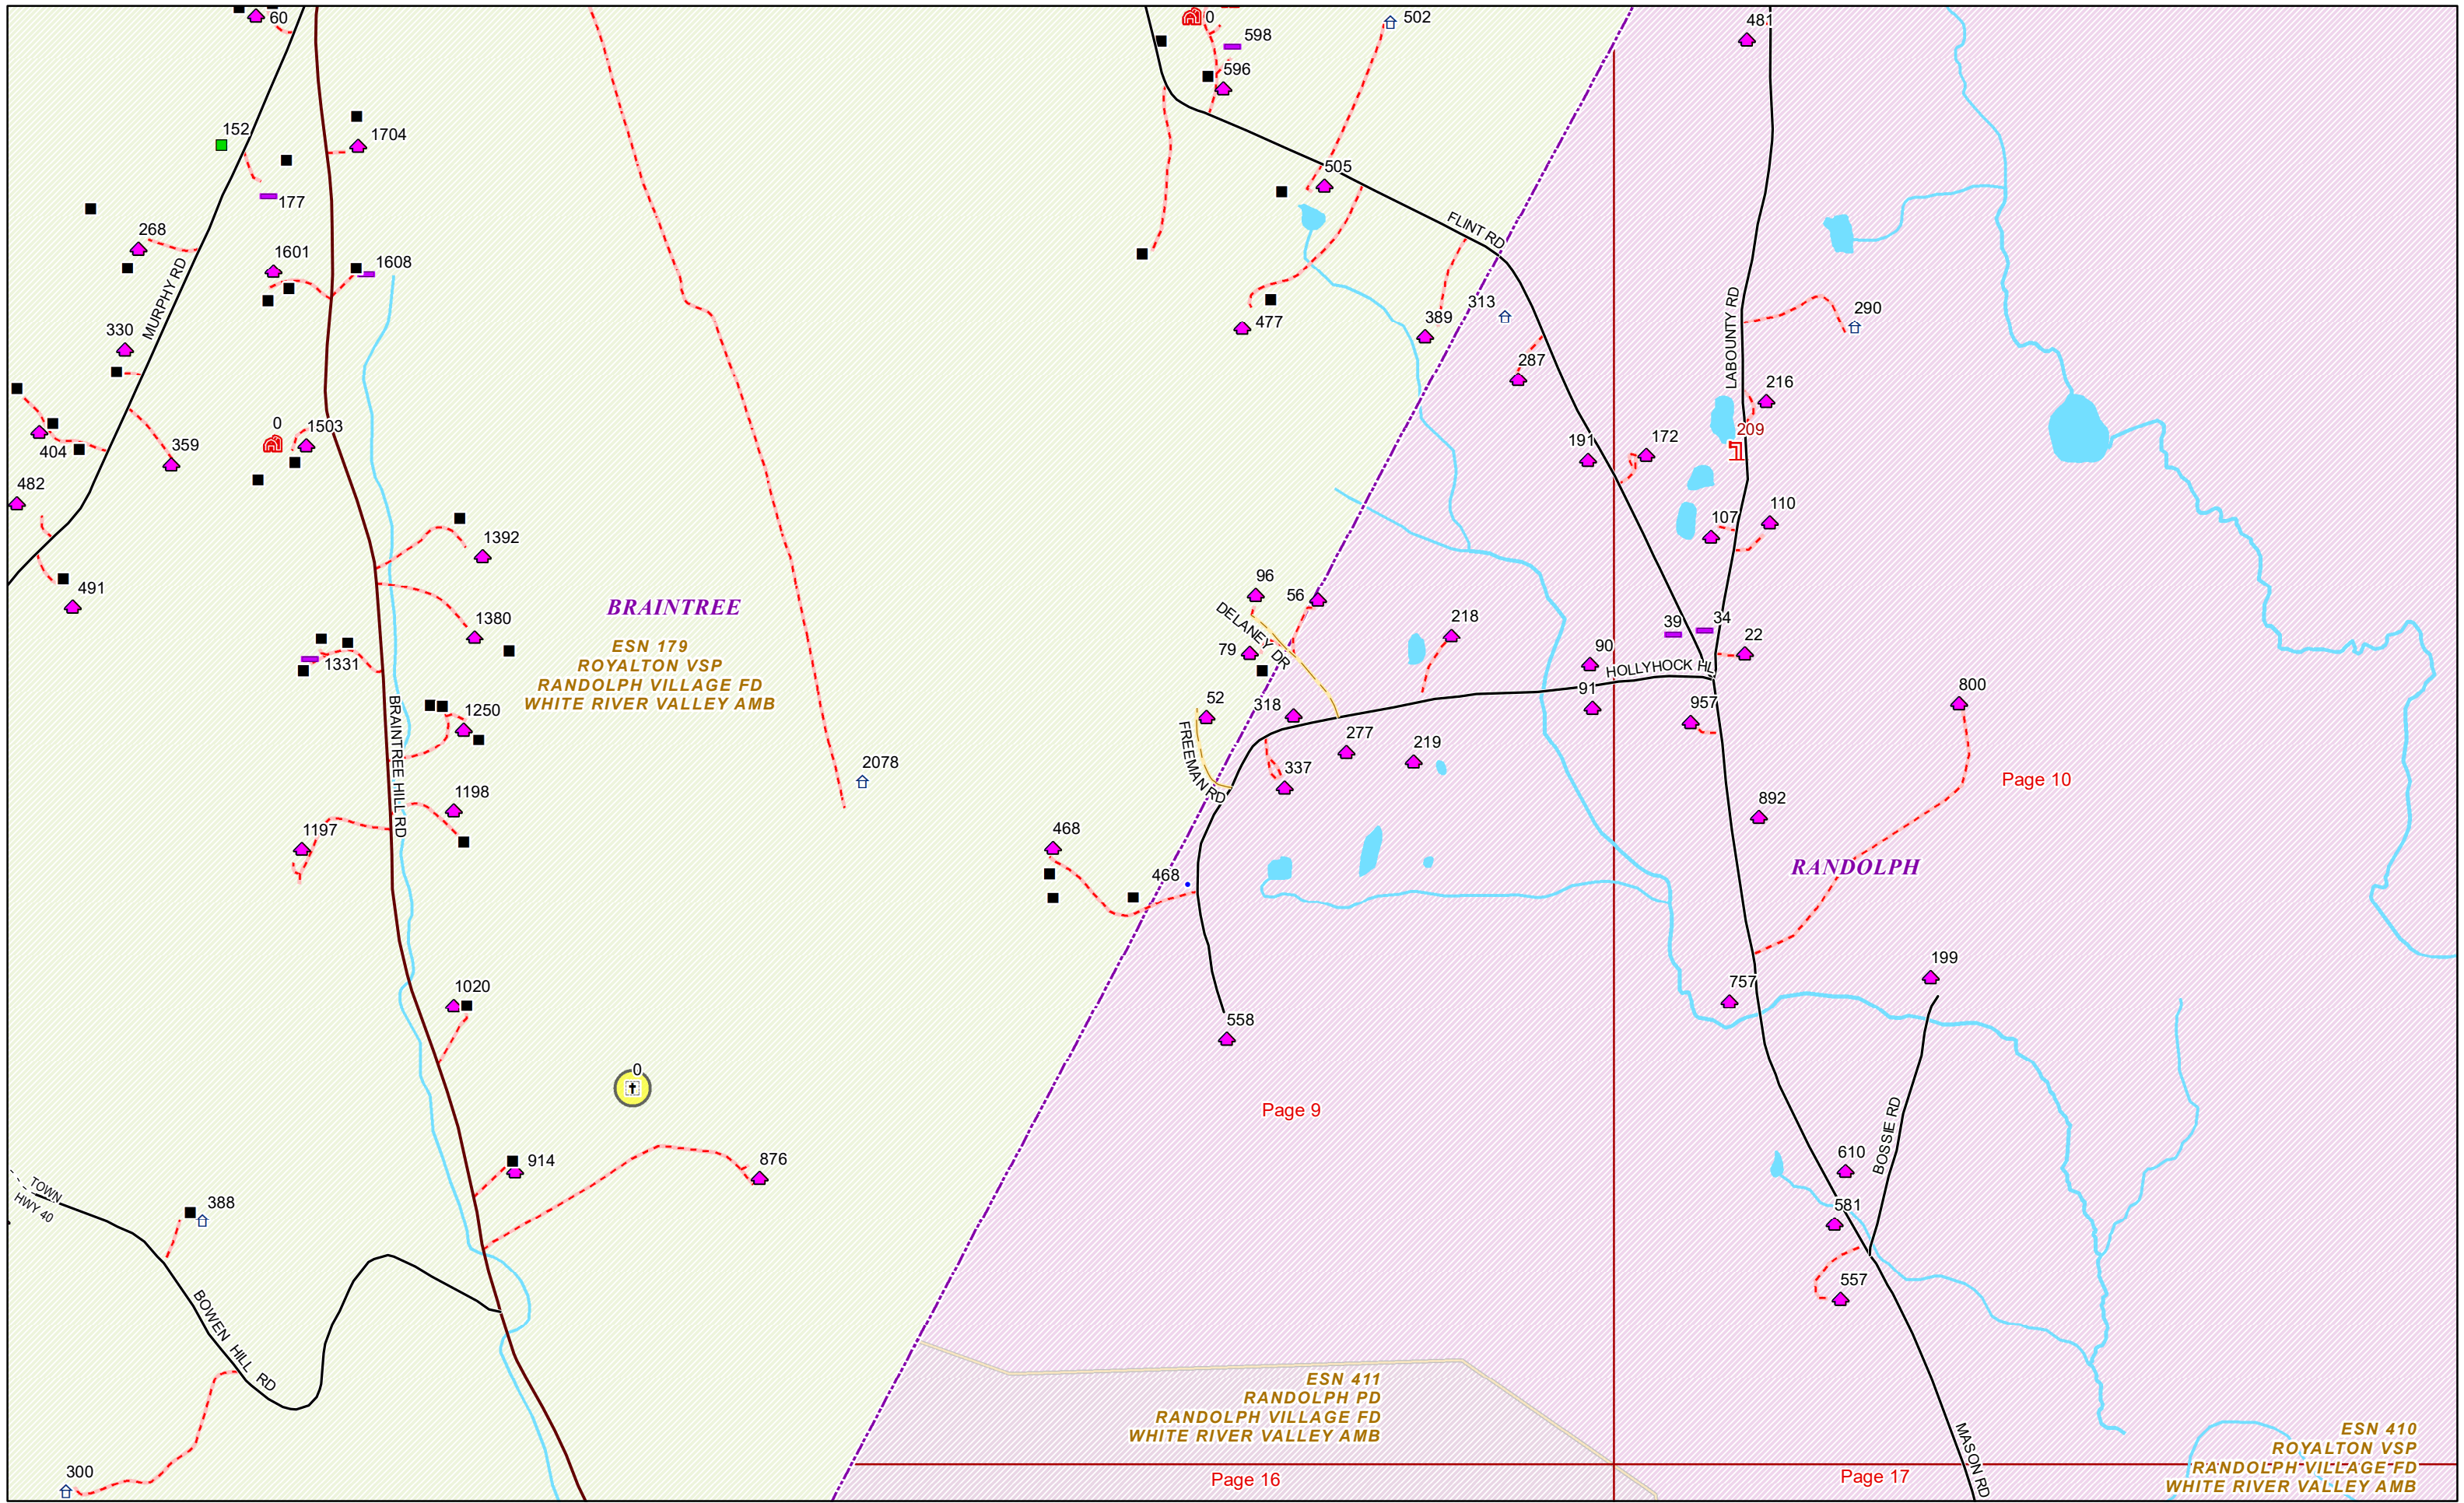 60
0
598
502
481
596
152
1704
505
177
268
FLINT RD
1601
1608
MURPHY RD
313
290
330
477
389
LABOUNTY RD
287
216
0
1503
209
404
359
191
172
482
107
110
1392
491
96
56
BRAINTREE
DELANEY DR
218
39
34
1380
22
ESN 179
ROYALTON VSP
RANDOLPH VILLAGE FD
WHITE RIVER VALLEY AMB
79
90
1331
HOLLYHOCK HL
800
91
52
318
957
1250
BRAINTREE HILL RD
FREEMAN RD
277
219
2078
337
Page 10
1198
892
1197
468
RANDOLPH
468
199
757
1020
558
0
Page 9
BOSSIE RD
610
914
876
TOWN
HWY 40
388
581
557
BOWEN HILL RD
ESN 411
RANDOLPH PD
RANDOLPH VILLAGE FD
WHITE RIVER VALLEY AMB
MASON RD
ESN 410
ROYALTON VSP
RANDOLPH VILLAGE FD
WHITE RIVER VALLEY AMB
300
Page 16
Page 17